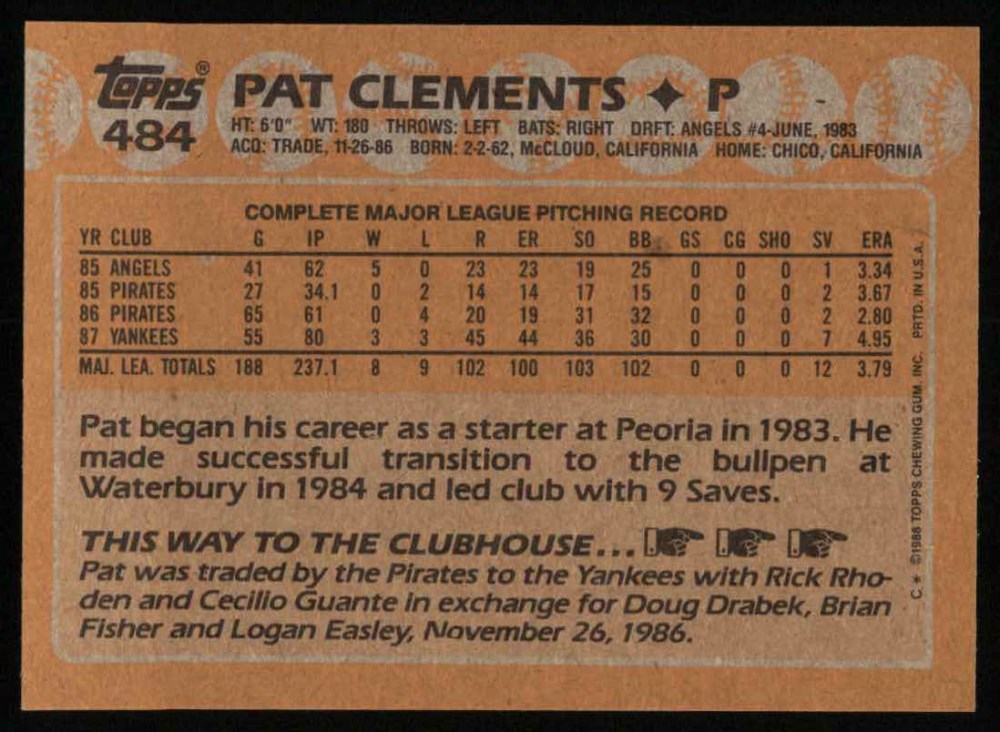 Topps® PAT CLEMENTS ✦ P
484 HT: 6'0" WT: 180 THROWS: LEFT BATS: RIGHT DRFT: ANGELS #4-JUNE, 1983
ACQ: TRADE, 11-26-86 BORN: 2-2-62, McCLOUD, CALIFORNIA HOME: CHICO, CALIFORNIA
COMPLETE MAJOR LEAGUE PITCHING RECORD
YR CLUB G IP W L R ER SO BB GS CG SHO SV ERA
85 ANGELS 41 62 5 0 23 23 19 25 0 0 0 1 3.34
85 PIRATES 27 34.1 0 2 14 14 17 15 0 0 0 2 3.67
86 PIRATES 65 61 0 4 20 19 31 32 0 0 0 2 2.80
87 YANKEES 55 80 3 3 45 44 36 30 0 0 0 7 4.95
MAJ. LEA. TOTALS 188 237.1 8 9 102 100 103 102 0 0 0 12 3.79
Pat began his career as a starter at Peoria in 1983. He
made successful transition to the bullpen at
Waterbury in 1984 and led club with 9 Saves.
THIS WAY TO THE CLUBHOUSE...
Pat was traded by the Pirates to the Yankees with Rick Rho-
den and Cecilio Guante in exchange for Doug Drabek, Brian
Fisher and Logan Easley, November 26, 1986.
C* ©1988 TOPPS CHEWING GUM, INC. PRTD. IN U.S.A.